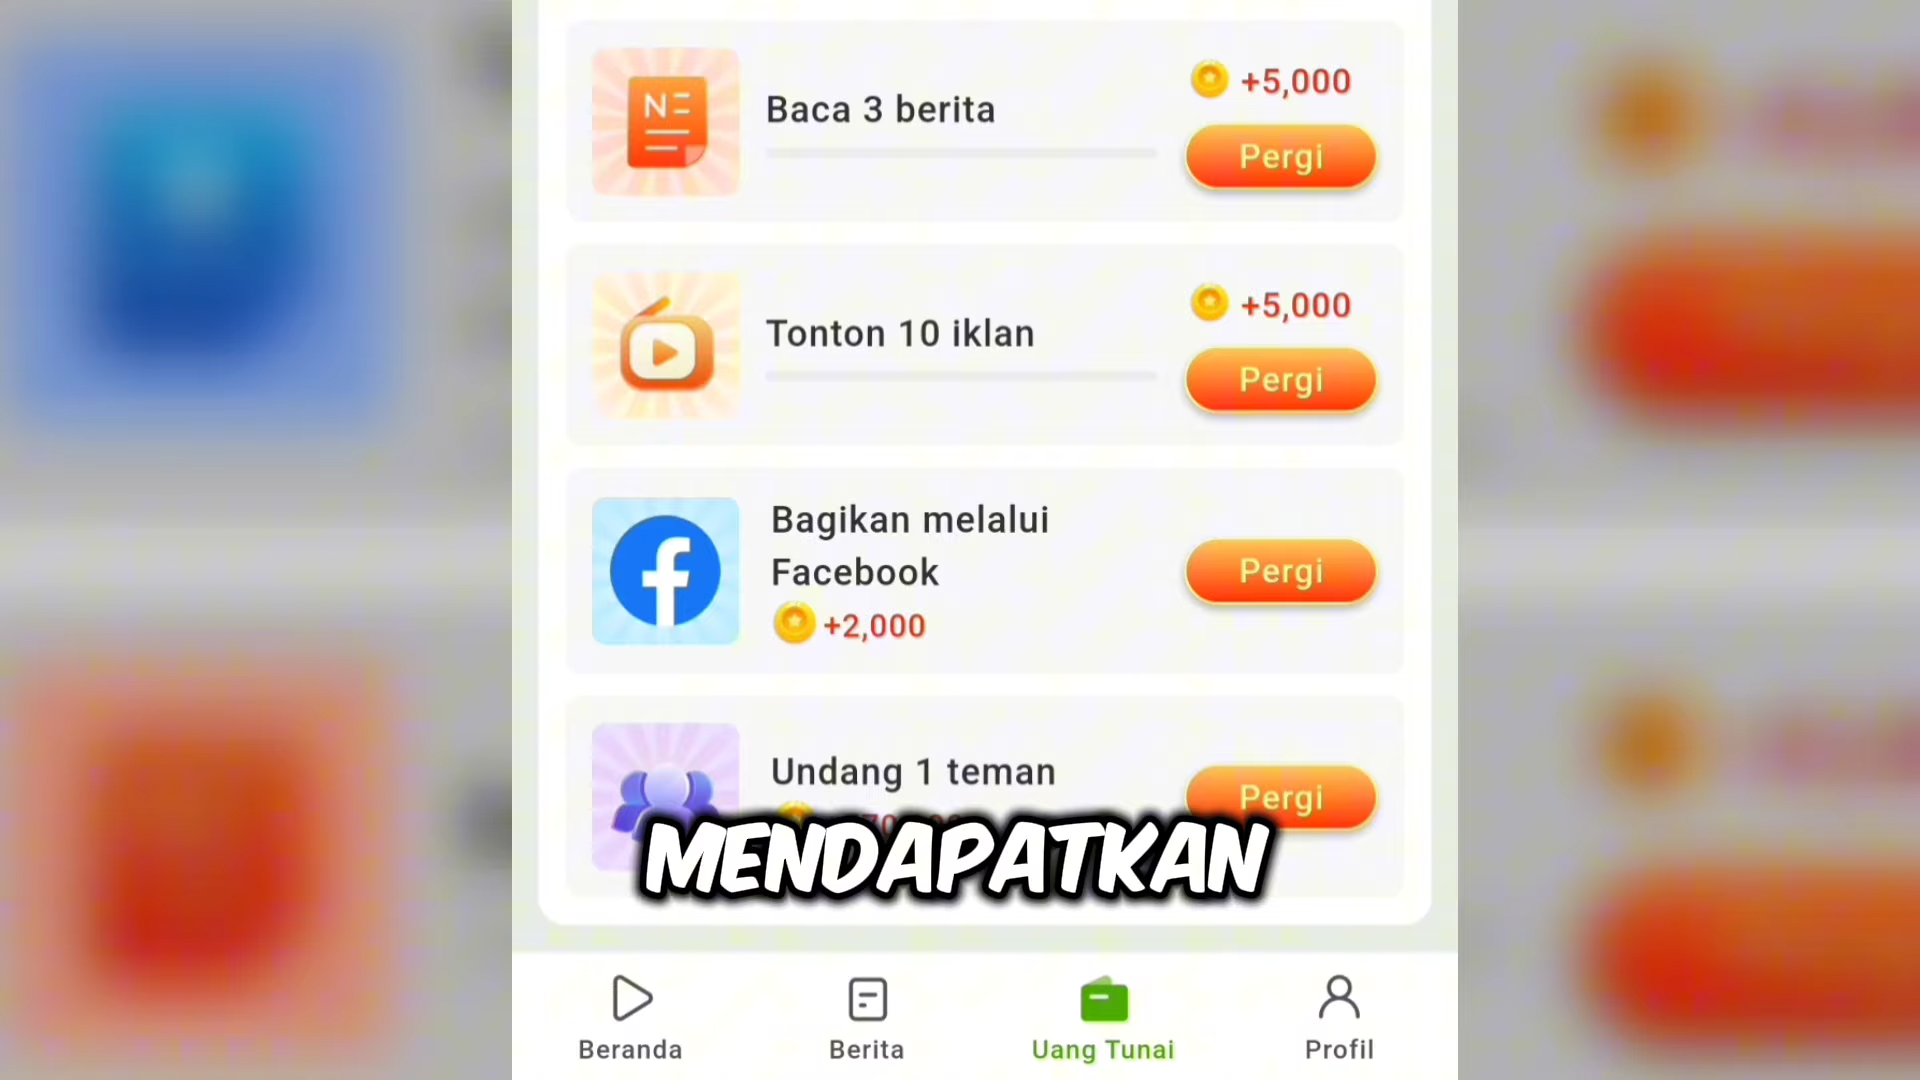 NE
+5,000
Baca 3 berita
Pergi
+5,000
Tonton 10 iklan
Pergi
Bagikan melalui
Facebook
Pergi
+2,000
Undang 1 teman
Pergi
MENDAPATKAN
Beranda
Berita
Uang Tunai
Profil